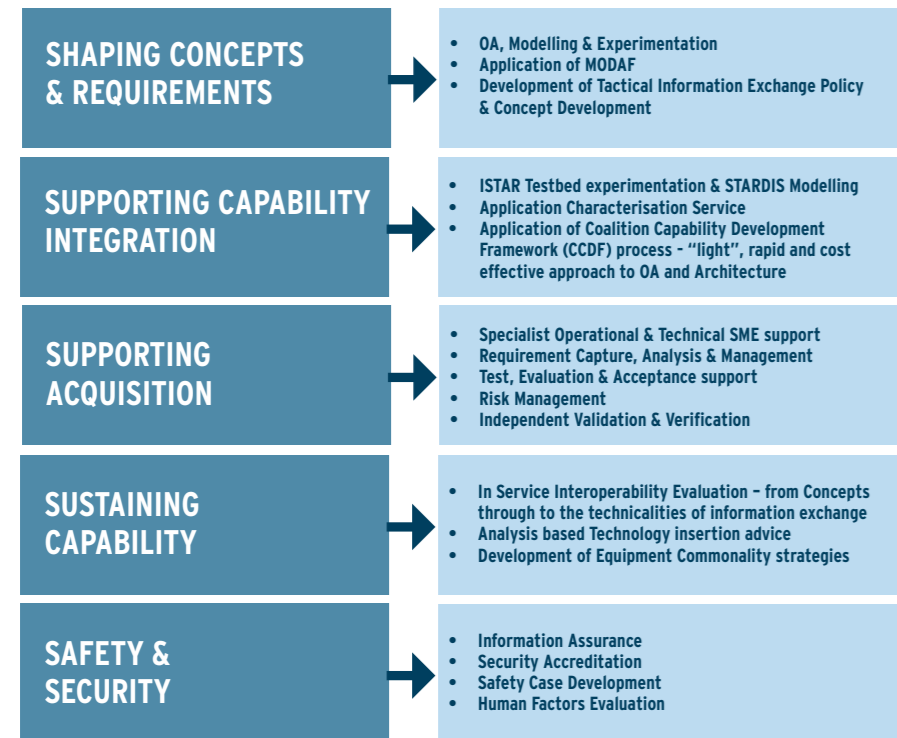 SHAPING CONCEPTS
& REQUIREMENTS
• OA, Modelling & Experimentation
• Application of MODAF
• Development of Tactical Information Exchange Policy
& Concept Development
SUPPORTING CAPABILITY
INTEGRATION
• ISTAR Testbed experimentation & STARDIS Modelling
• Application Characterisation Service
• Application of Coalition Capability Development
Framework (CCDF) process - “light”, rapid and cost
effective approach to OA and Architecture
SUPPORTING
ACQUISITION
• Specialist Operational & Technical SME support
• Requirement Capture, Analysis & Management
• Test, Evaluation & Acceptance support
• Risk Management
• Independent Validation & Verification
SUSTAINING
CAPABILITY
• In Service Interoperability Evaluation – from Concepts
through to the technicalities of information exchange
• Analysis based Technology insertion advice
• Development of Equipment Commonality strategies
SAFETY &
SECURITY
• Information Assurance
• Security Accreditation
• Safety Case Development
• Human Factors Evaluation